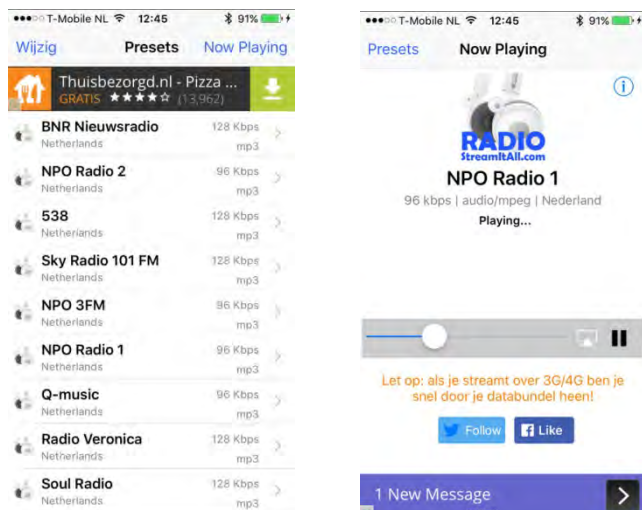 T-Mobile NL 12:45 91%
Wijzig Presets Now Playing
Thuisbezorgd.nl - Pizza ...
GRATIS ★★★★☆ (13,962)
BNR Nieuwsradio 128 Kbps
Netherlands mp3
NPO Radio 2 96 Kbps
Netherlands mp3
538 128 Kbps
Netherlands mp3
Sky Radio 101 FM 128 Kbps
Netherlands mp3
NPO 3FM 96 Kbps
Netherlands mp3
NPO Radio 1 96 Kbps
Netherlands mp3
Q-music 96 Kbps
Netherlands mp3
Radio Veronica 128 Kbps
Netherlands mp3
Soul Radio 128 Kbps
Netherlands mp3
T-Mobile NL 12:45 91%
Presets Now Playing
RADIO
StreamItAll.com
NPO Radio 1
96 kbps | audio/mpeg | Nederland
Playing...
Let op: als je streamt over 3G/4G ben je
snel door je databundel heen!
Follow Like
1 New Message